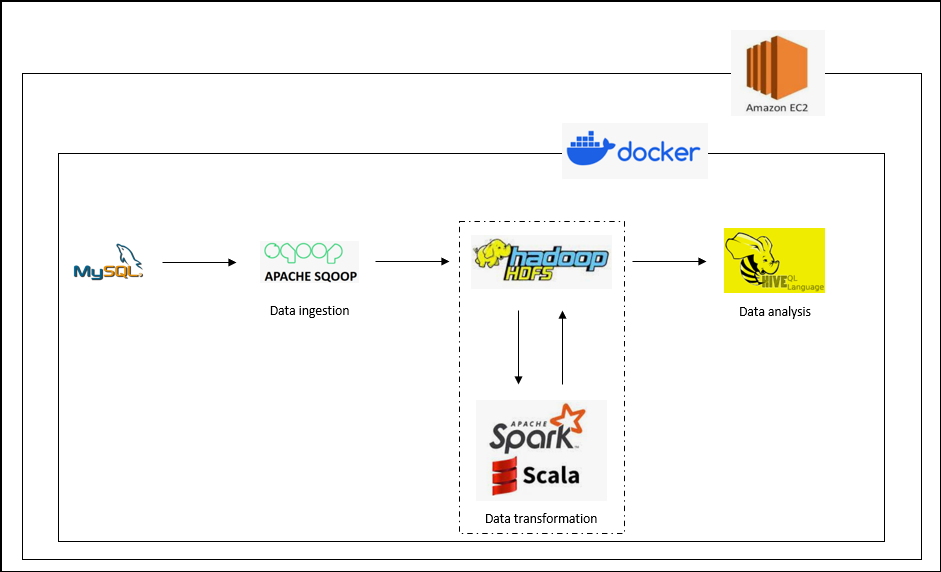 Amazon EC2
docker
MySQL
sqoop
APACHE SQOOP
Data ingestion
hadoop
HDFS
HIVE QL
Language
Data analysis
APACHE
Spark
Scala
Data transformation